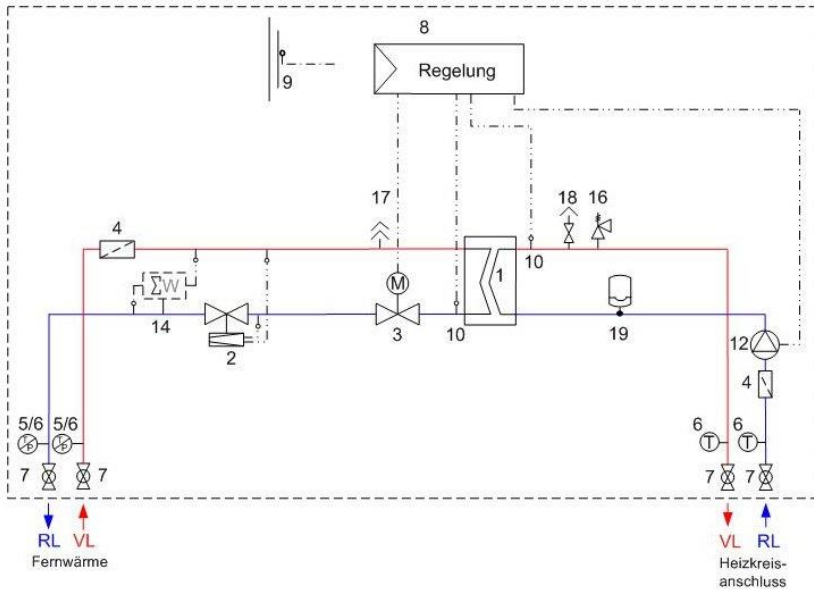 8
Regelung
9
17
18 16
4
1
10
ΣW
M
14
2
3
10
19
12
4
5/6 5/6
T/P T/P
6 6
T T
7 7
7 7
RL VL
Fernwärme
VL RL
Heizkreis-
anschluss